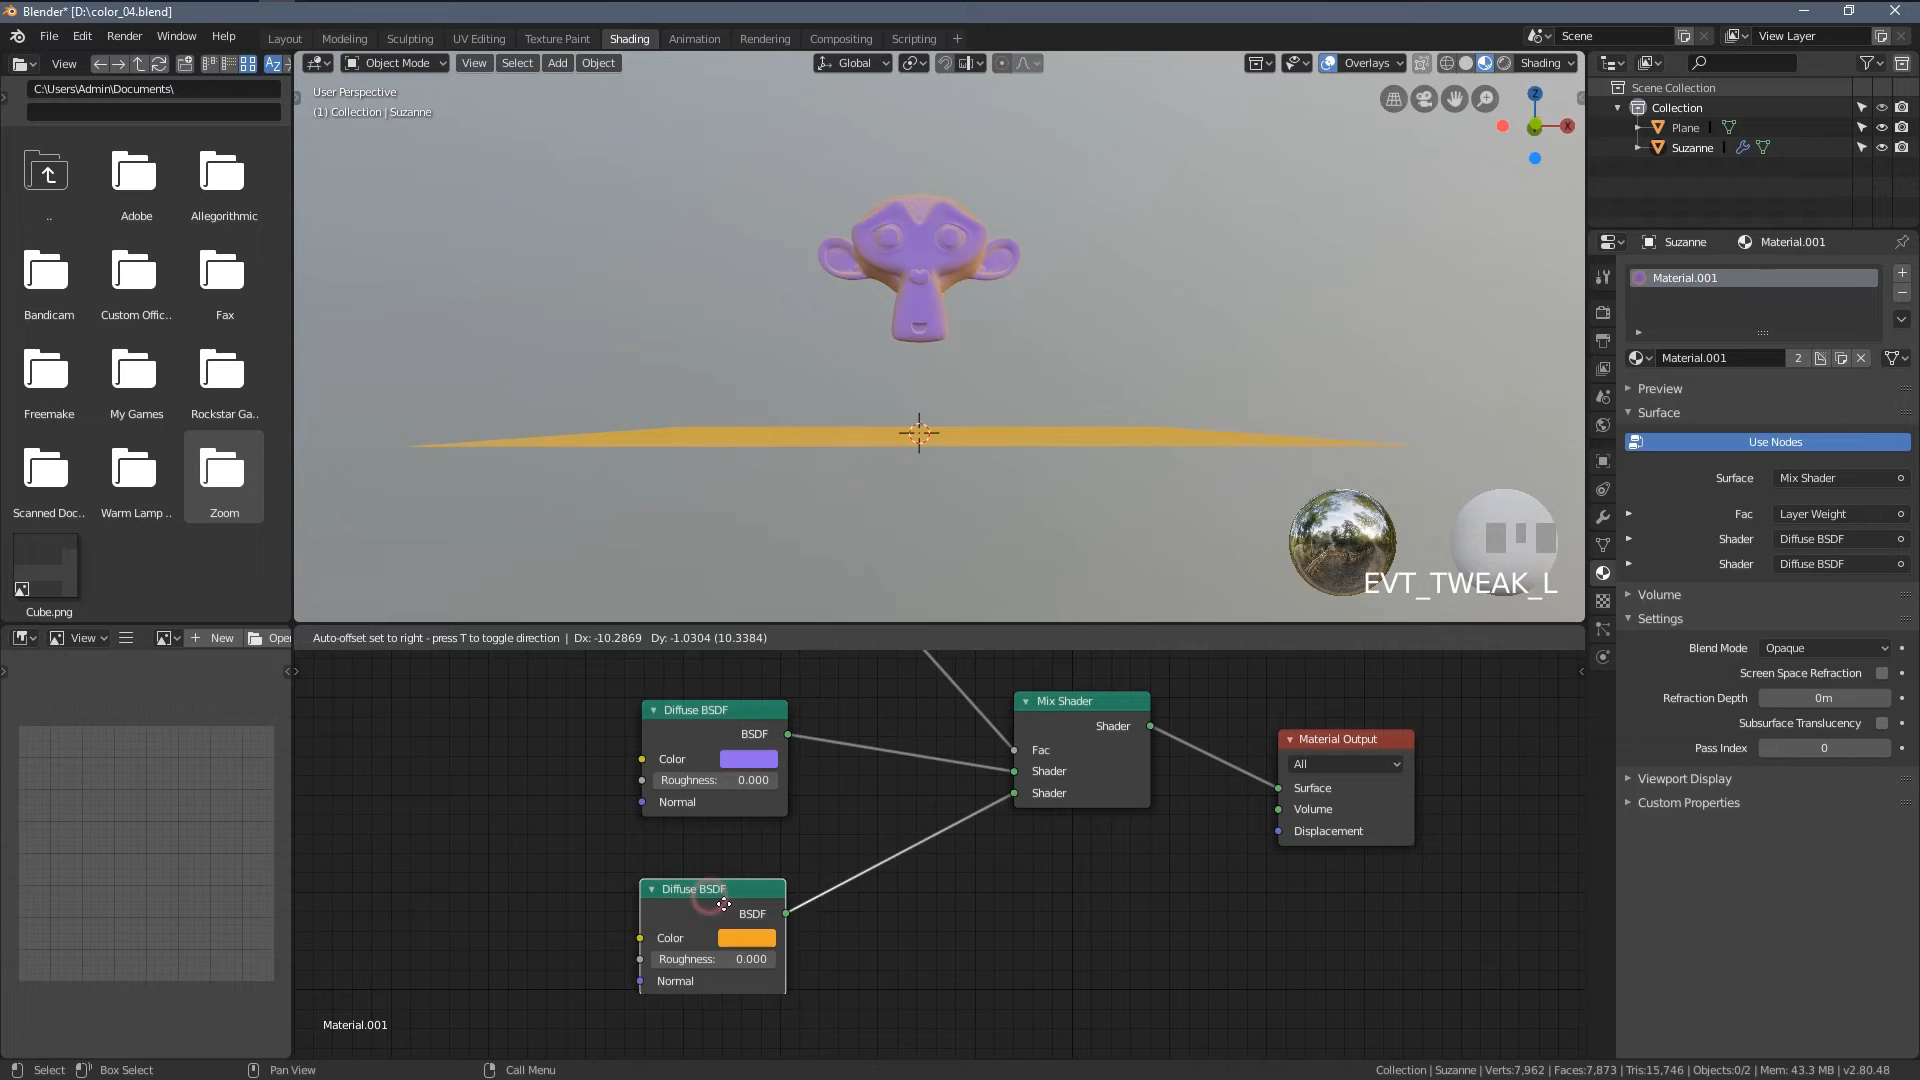 Blender* [D:\color_04.blend]
File Edit Render Window Help
Layout Modeling Sculpting UV Editing Texture Paint Shading Animation Rendering Compositing Scripting
Scene View Layer
View
Object Mode View Select Add Object Global Overlays Shading
C:\Users\Admin\Documents\
..
Adobe
Allegorithmic
Bandicam
Custom Offic..
Fax
Freemake
My Games
Rockstar Ga..
Scanned Doc..
Warm Lamp ..
Zoom
Cube.png
User Perspective
(1) Collection | Suzanne
Z
X
EVT_TWEAK_L
Scene Collection
Collection
Plane
Suzanne
Suzanne Material.001
Material.001
Material.001 2
Preview
Surface
Use Nodes
Surface Mix Shader
Fac Layer Weight
Shader Diffuse BSDF
Shader Diffuse BSDF
Volume
Settings
Blend Mode Opaque
Screen Space Refraction
Refraction Depth 0m
Subsurface Translucency
Pass Index 0
Viewport Display
Custom Properties
View New Ope
Auto-offset set to right - press T to toggle direction | Dx: -10.2869 Dy: -1.0304 (10.3384)
Diffuse BSDF
BSDF
Color
Roughness: 0.000
Normal
Mix Shader
Shader
Fac
Shader
Shader
Material Output
All
Surface
Volume
Displacement
Diffuse BSDF
BSDF
Color
Roughness: 0.000
Normal
Material.001
Select Box Select Pan View Call Menu
Collection | Suzanne | Verts:7,962 | Faces:7,873 | Tris:15,746 | Objects:0/2 | Mem: 43.3 MB | v2.80.48